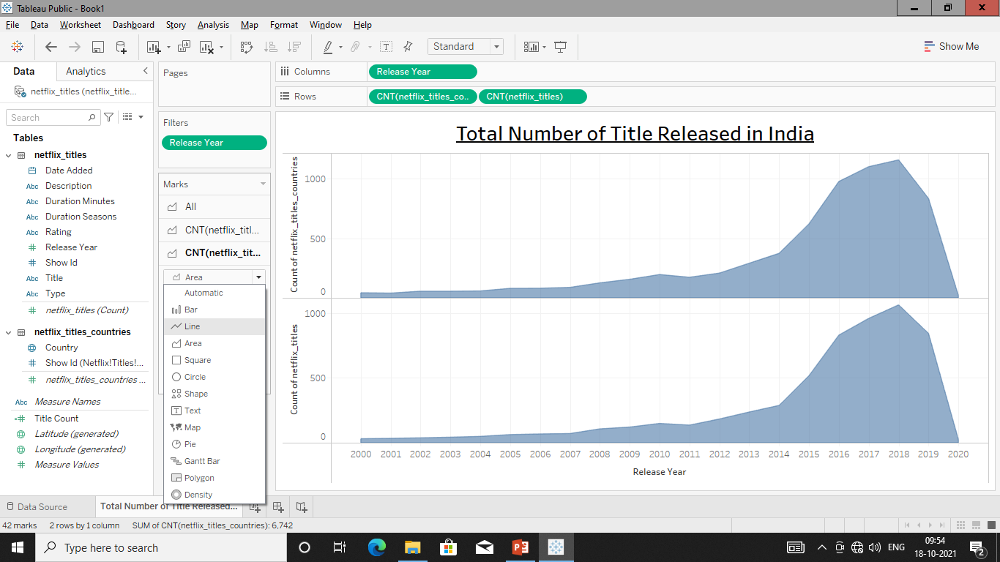 Tableau Public - Book1
File Data Worksheet Dashboard Story Analysis Map Format Window Help
T Standard Show Me
Data Analytics
netflix_titles (netflix_title...
Search
Tables
netflix_titles
Date Added
Abc Description
Abc Duration Minutes
Abc Duration Seasons
Abc Rating
Release Year
Show Id
Abc Title
Abc Type
netflix_titles (Count)
netflix_titles_countries
Country
Show Id (Netflix!Titles!...
netflix_titles_countries ...
Abc Measure Names
Title Count
Latitude (generated)
Longitude (generated)
Measure Values
Pages
Filters
Release Year
Marks
All
CNT(netflix_titl...
CNT(netflix_tit...
Area
Automatic
Bar
Line
Area
Square
Circle
Shape
Text
Map
Pie
Gantt Bar
Polygon
Density
Columns Release Year
Rows CNT(netflix_titles_co.. CNT(netflix_titles)
Total Number of Title Released in India
Count of netflix_titles_countries
1000
500
0
Count of netflix_titles
1000
500
0
2000 2001 2002 2003 2004 2005 2006 2007 2008 2009 2010 2011 2012 2013 2014 2015 2016 2017 2018 2019 2020
Release Year
Data Source Total Number of Title Released...
42 marks 2 rows by 1 column SUM of CNT(netflix_titles_countries): 6,742
Type here to search
ENG
09:54
18-10-2021
2